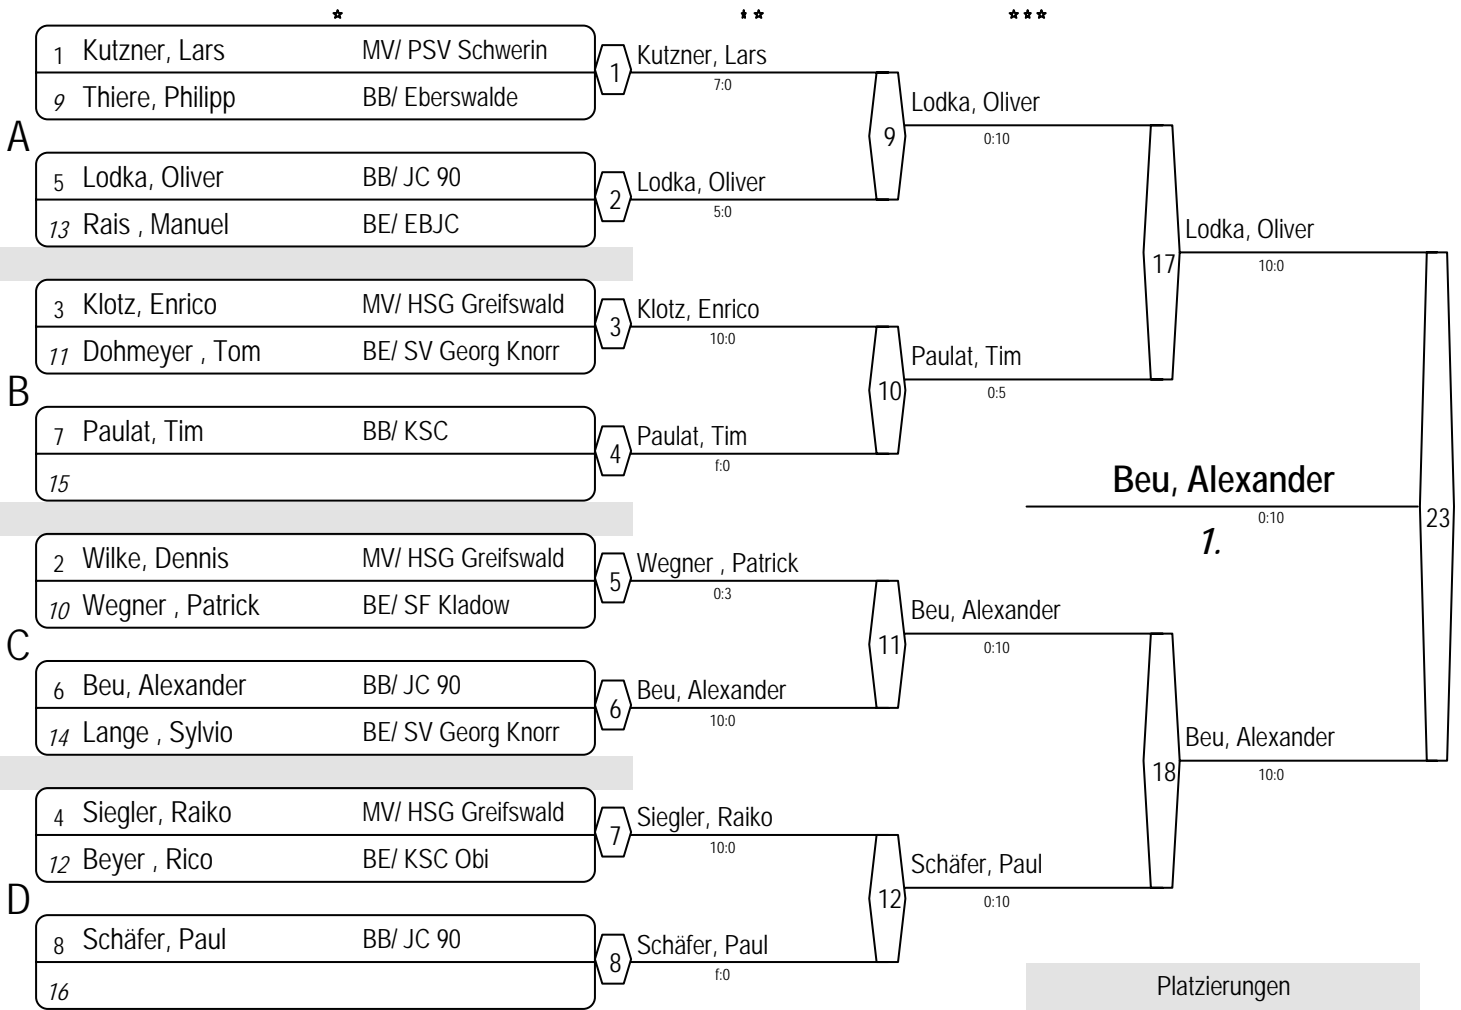 * ** ***
1 Kutzner, Lars MV/ PSV Schwerin
9 Thiere, Philipp BB/ Eberswalde
1 Kutzner, Lars
7:0
A
9 Lodka, Oliver
0:10
5 Lodka, Oliver BB/ JC 90
13 Rais , Manuel BE/ EBJC
2 Lodka, Oliver
5:0
17 Lodka, Oliver
10:0
3 Klotz, Enrico MV/ HSG Greifswald
11 Dohmeyer , Tom BE/ SV Georg Knorr
3 Klotz, Enrico
10:0
B
10 Paulat, Tim
0:5
7 Paulat, Tim BB/ KSC
15
4 Paulat, Tim
f:0
Beu, Alexander
0:10
1.
23
2 Wilke, Dennis MV/ HSG Greifswald
10 Wegner , Patrick BE/ SF Kladow
5 Wegner , Patrick
0:3
C
11 Beu, Alexander
0:10
6 Beu, Alexander BB/ JC 90
14 Lange , Sylvio BE/ SV Georg Knorr
6 Beu, Alexander
10:0
18 Beu, Alexander
10:0
4 Siegler, Raiko MV/ HSG Greifswald
12 Beyer , Rico BE/ KSC Obi
7 Siegler, Raiko
10:0
D
12 Schäfer, Paul
0:10
8 Schäfer, Paul BB/ JC 90
16
8 Schäfer, Paul
f:0
Platzierungen